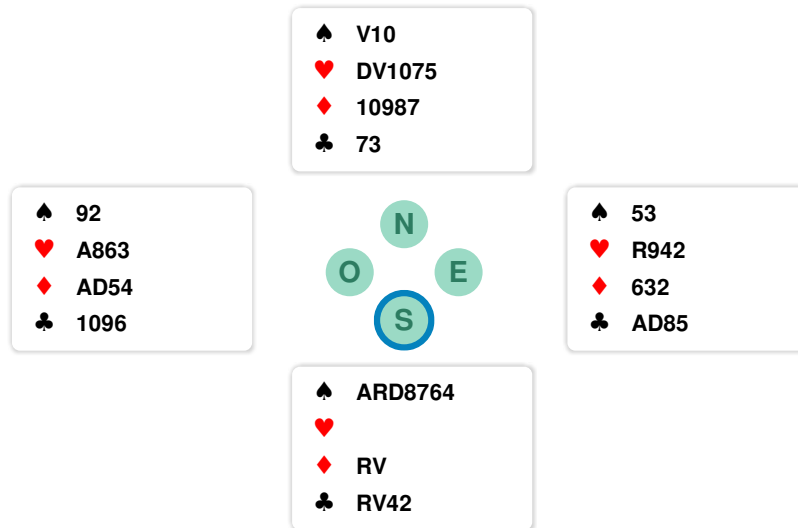 ♠ V10
♥ DV1075
♦ 10987
♣ 73
♠ 92
♥ A863
♦ AD54
♣ 1096
N
O E
S
♠ 53
♥ R942
♦ 632
♣ AD85
♠ ARD8764
♥
♦ RV
♣ RV42